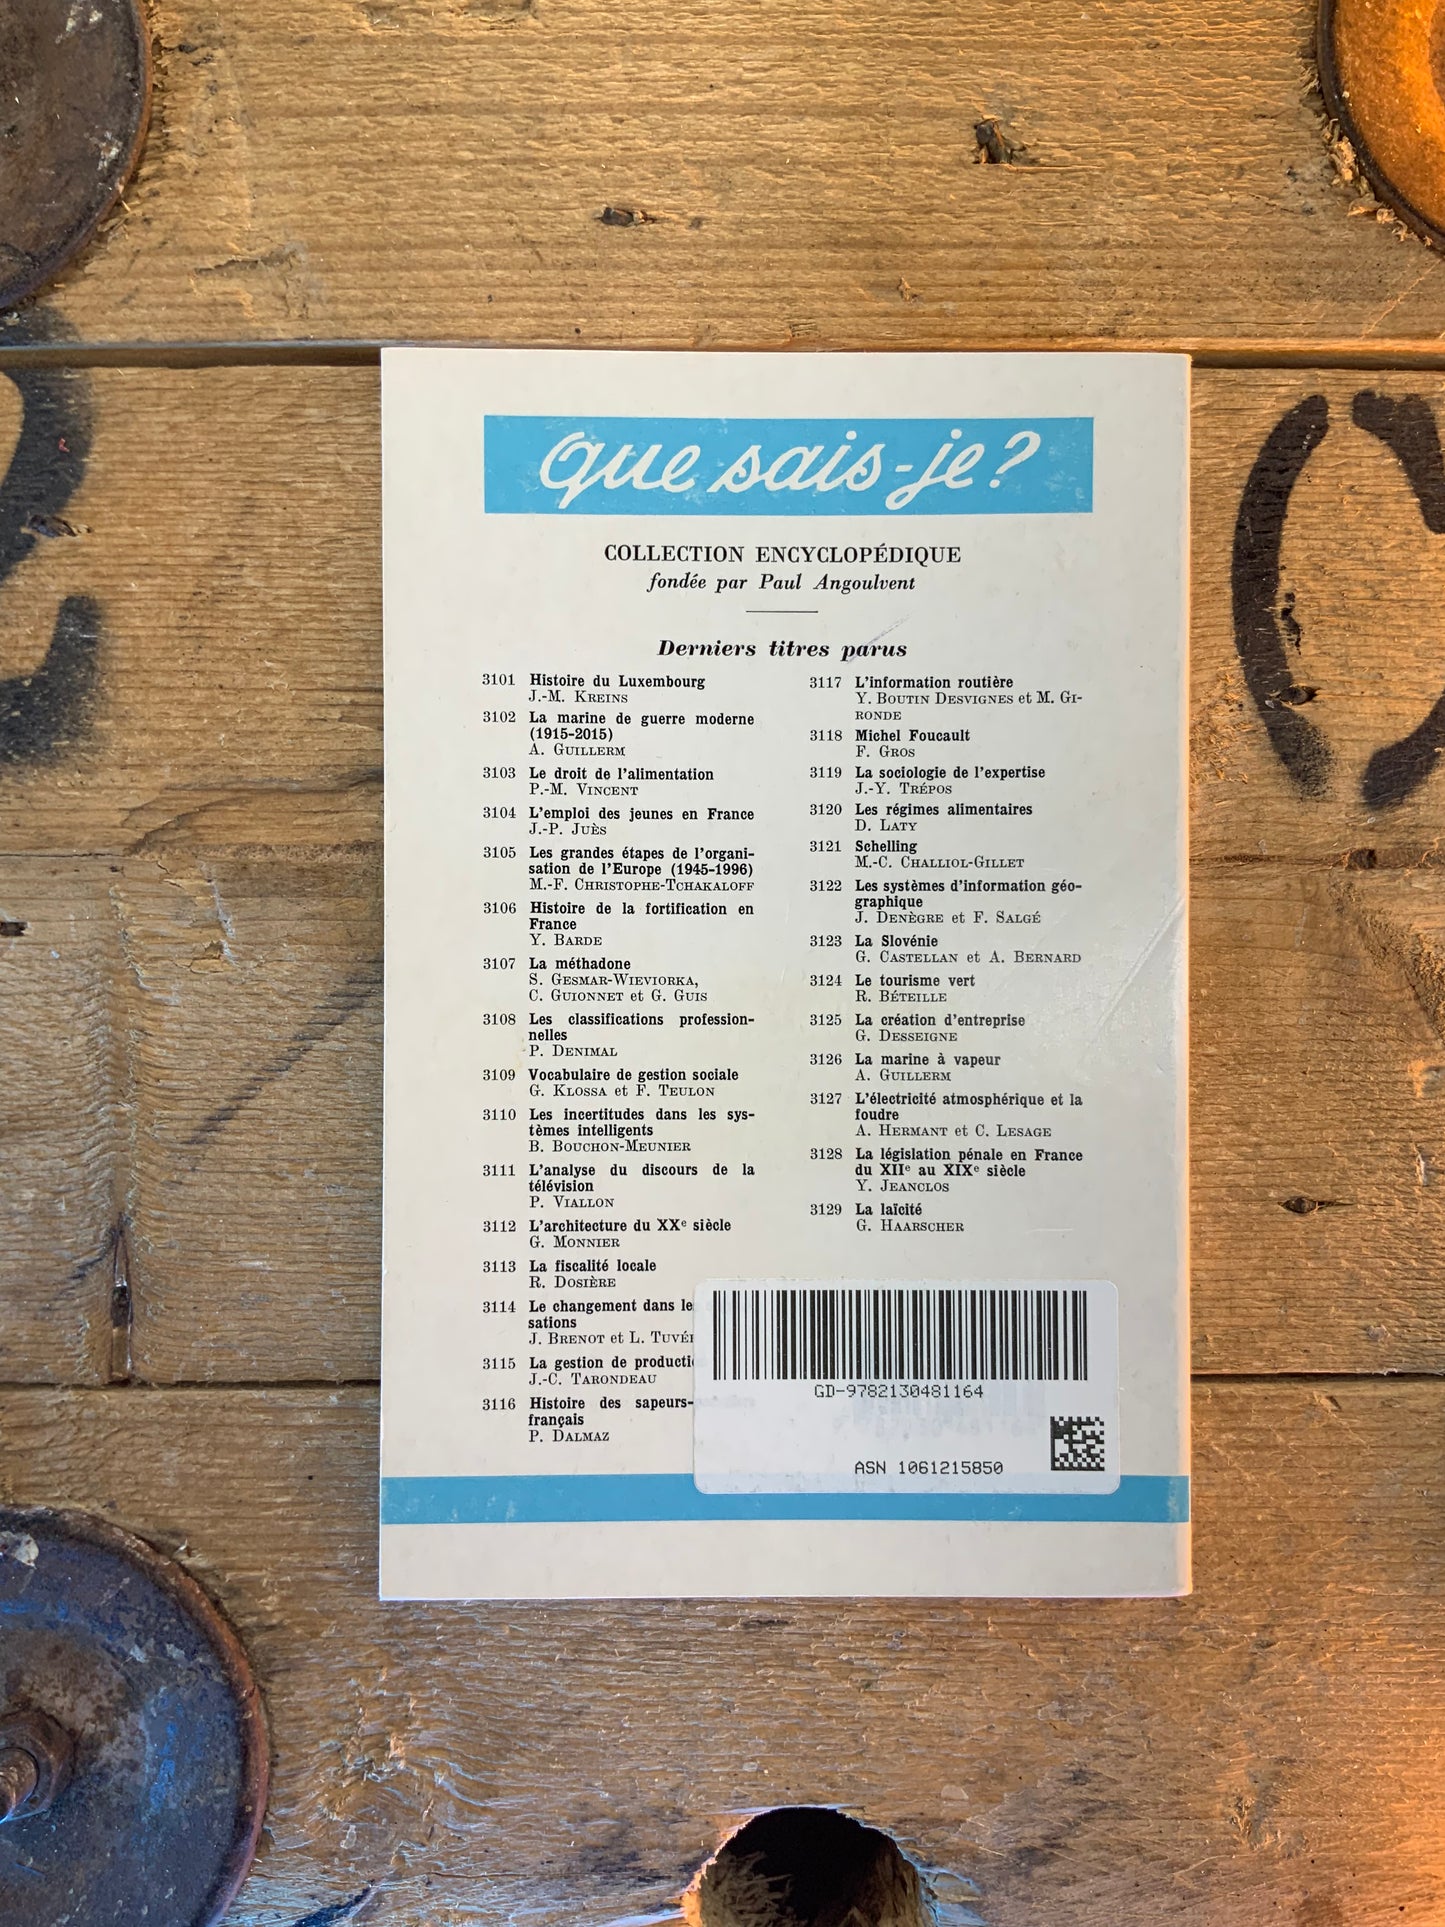 que sais-je?
COLLECTION ENCYCLOPÉDIQUE
fondée par Paul Angoulvent
Derniers titres parus
3101 Histoire du Luxembourg
J.-M. KREINS
3102 La marine de guerre moderne
(1915-2015)
A. GUILLERM
3103 Le droit de l'alimentation
P.-M. VINCENT
3104 L'emploi des jeunes en France
J.-P. JUÈS
3105 Les grandes étapes de l'organi-
sation de l'Europe (1945-1996)
M.-F. CHRISTOPHE-TCHAKALOFF
3106 Histoire de la fortification en
France
Y. BARDE
3107 La méthadone
S. GESMAR-WIEVIORKA,
C. GUIONNET et G. GUIS
3108 Les classifications profession-
nelles
P. DENIMAL
3109 Vocabulaire de gestion sociale
G. KLOSSA et F. TEULON
3110 Les incertitudes dans les sys-
tèmes intelligents
B. BOUCHON-MEUNIER
3111 L'analyse du discours de la
télévision
P. VIALLON
3112 L'architecture du XXe siècle
G. MONNIER
3113 La fiscalité locale
R. DOSIÈRE
3114 Le changement dans
sations
J. BRENOT et L.
3115 La gestion de
J.-C. TARONDEAU
3116 Histoire des sapeurs-
français
P. DALMAZ
3117 L'information routière
Y. BOUTIN DESVIGNES et M. GI-
RONDE
3118 Michel Foucault
F. GROS
3119 La sociologie de l'expertise
J.-Y. TRÉPOS
3120 Les régimes alimentaires
D. LATY
3121 Schelling
M.-C. CHALLIOL-GILLET
3122 Les systèmes d'information géo-
graphique
J. DENÈGRE et F. SALGÉ
3123 La Slovénie
G. CASTELLAN et A. BERNARD
3124 Le tourisme vert
R. BÉTEILLE
3125 La création d'entreprise
G. DESSEIGNE
3126 La marine à vapeur
A. GUILLERM
3127 L'électricité atmosphérique et la
foudre
A. HERMANT et C. LESAGE
3128 La législation pénale en France
du XIIe au XIXe siècle
Y. JEANCLOS
3129 La laïcité
G. HAARSCHER
GD-9782130481164
ASN 1061215850